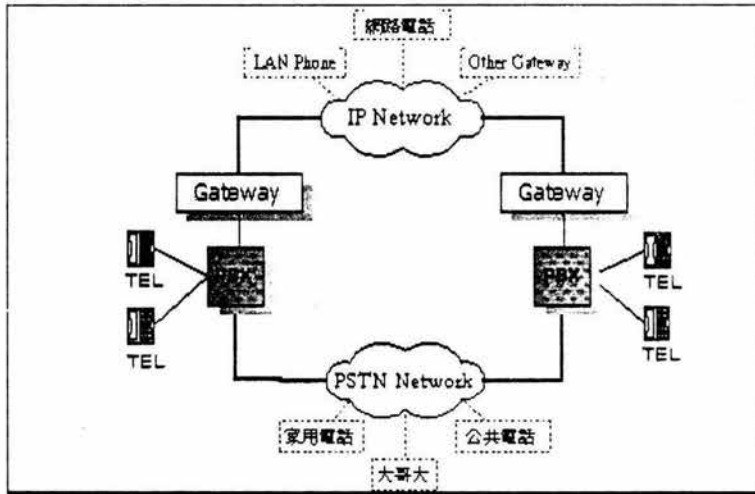 網路電話
LAN Phone
Other Gateway
IP Network
Gateway
Gateway
TEL
PBX
PBX
TEL
TEL
TEL
PSTN Network
家用電話
公共電話
大哥大